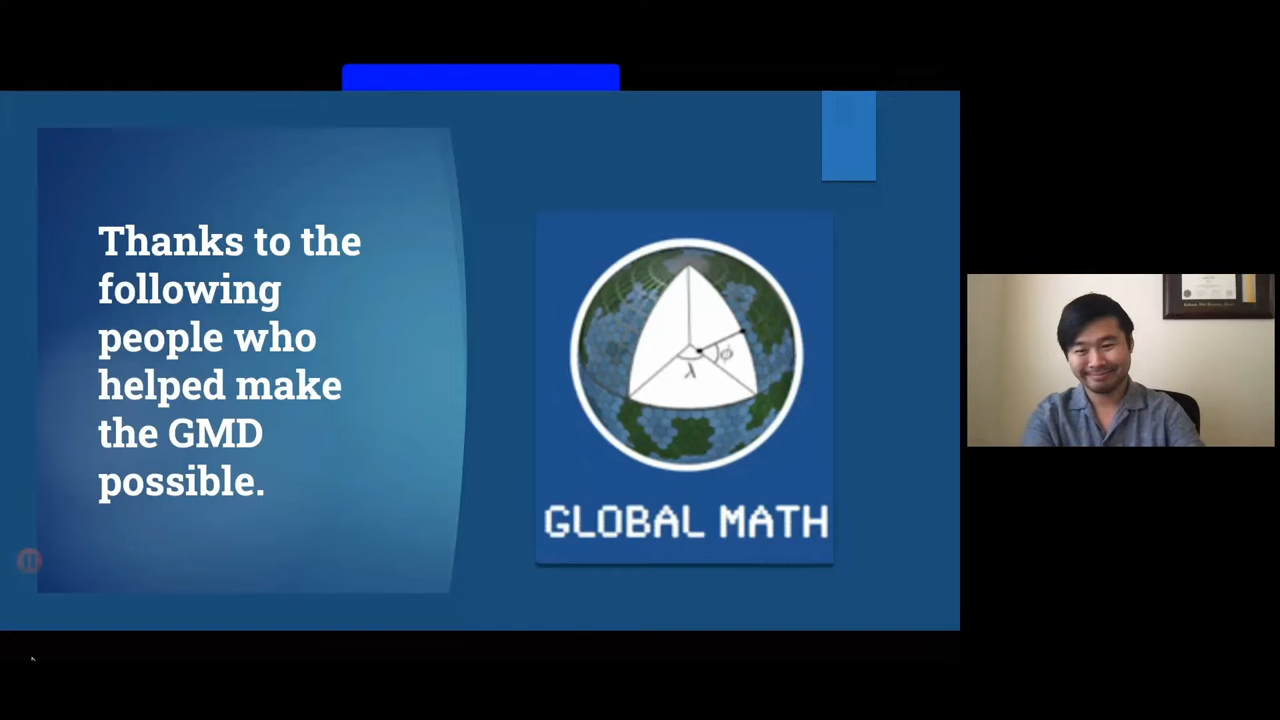 Thanks to the
following
people who
helped make
the GMD
possible.
λ
ϕ
GLOBAL MATH